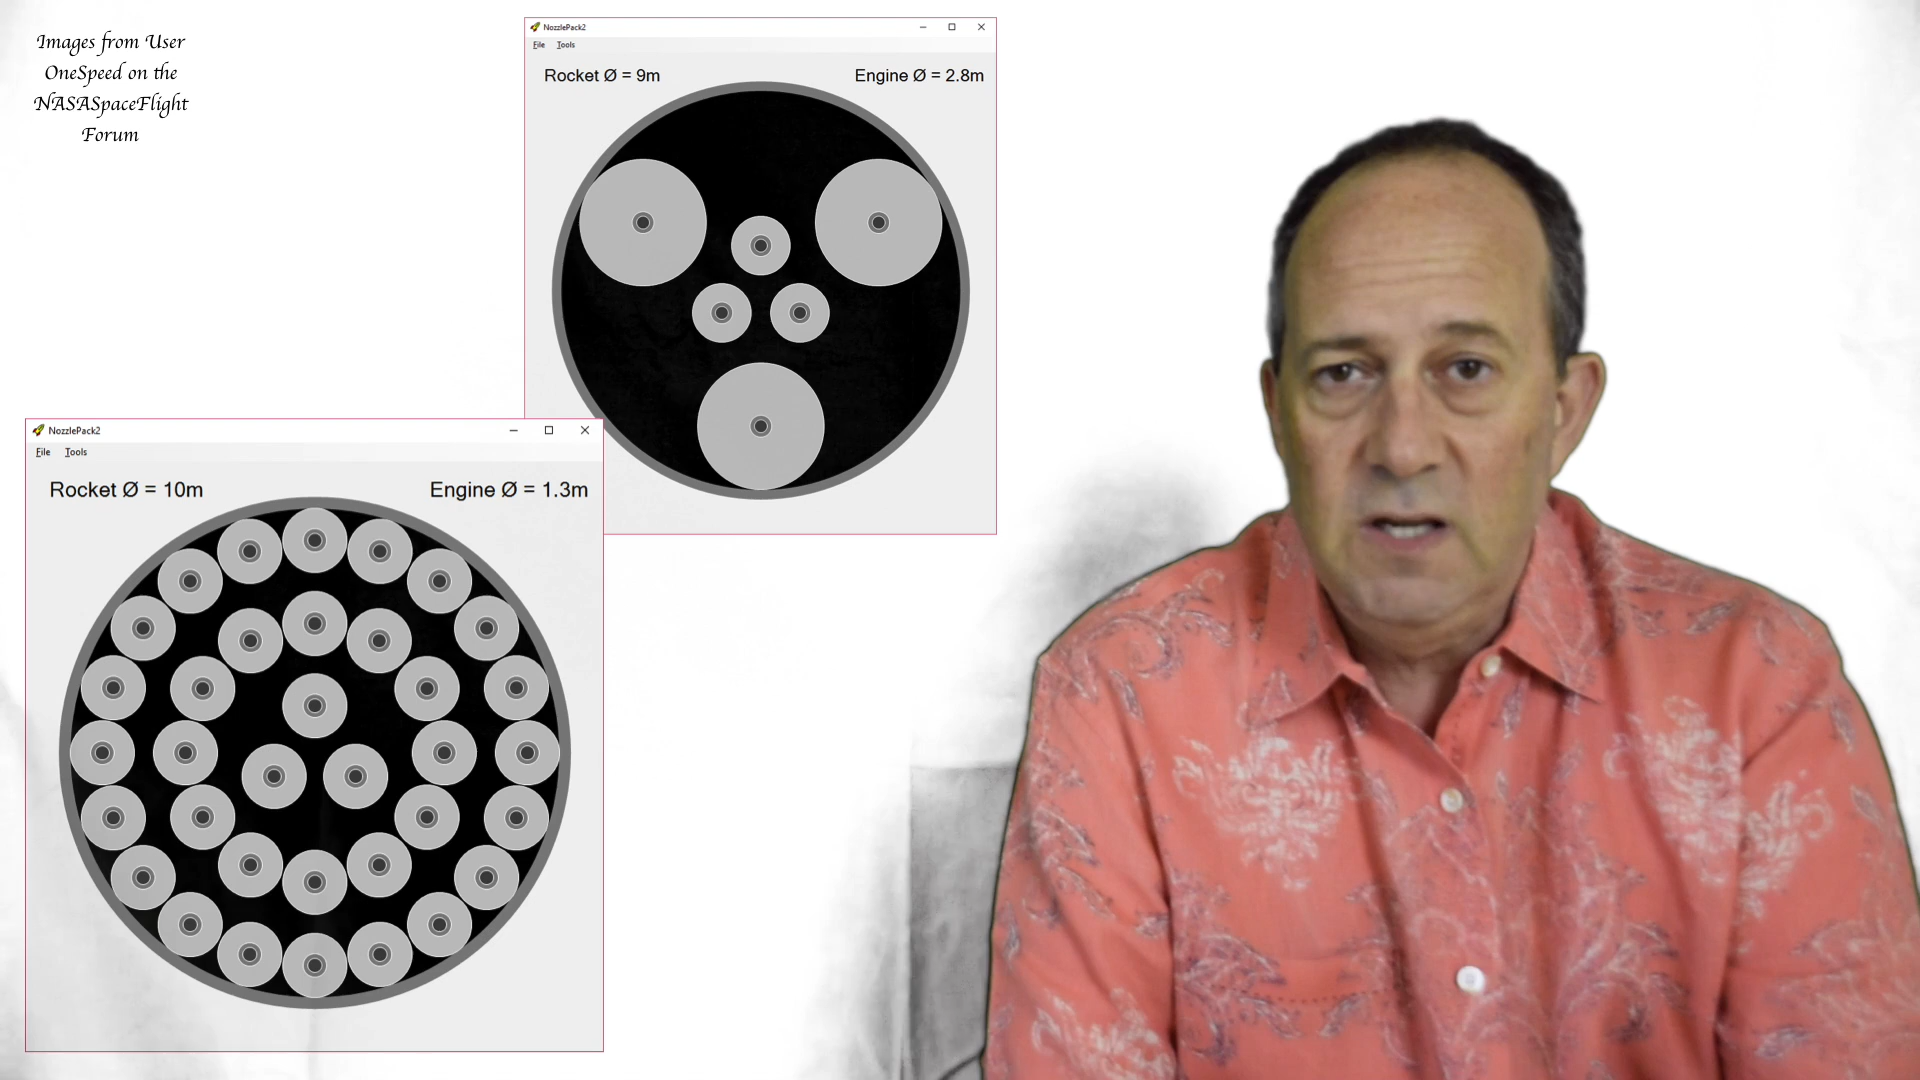 Images from User
OneSpeed on the
NASASpaceFlight
Forum
NozzlePack2
File Tools
Rocket Ø = 9m Engine Ø = 2.8m
NozzlePack2
File Tools
Rocket Ø = 10m Engine Ø = 1.3m